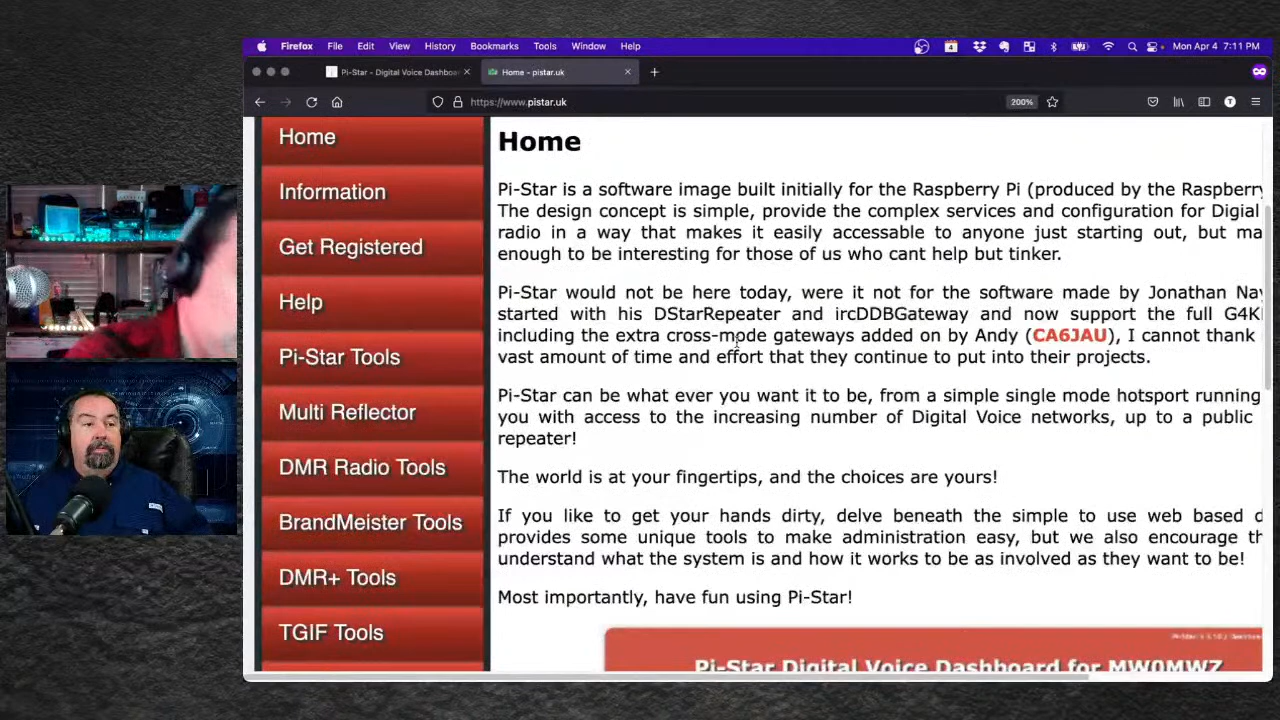 Firefox File Edit View History Bookmarks Tools Window Help 4 Mon Apr 4 7:11 PM
Pi-Star - Digital Voice Dashboa Home - pistar.uk
https://www.pistar.uk 200% T
Home
Information
Get Registered
Help
Pi-Star Tools
Multi Reflector
DMR Radio Tools
BrandMeister Tools
DMR+ Tools
TGIF Tools
Home
Pi-Star is a software image built initially for the Raspberry Pi (produced by the Raspberry
The design concept is simple, provide the complex services and configuration for Digial
radio in a way that makes it easily accessable to anyone just starting out, but ma
enough to be interesting for those of us who cant help but tinker.
Pi-Star would not be here today, were it not for the software made by Jonathan Nay
started with his DStarRepeater and ircDDBGateway and now support the full G4K
including the extra cross-mode gateways added on by Andy (CA6JAU), I cannot thank
vast amount of time and effort that they continue to put into their projects.
Pi-Star can be what ever you want it to be, from a simple single mode hotsport running
you with access to the increasing number of Digital Voice networks, up to a public
repeater!
The world is at your fingertips, and the choices are yours!
If you like to get your hands dirty, delve beneath the simple to use web based d
provides some unique tools to make administration easy, but we also encourage th
understand what the system is and how it works to be as involved as they want to be!
Most importantly, have fun using Pi-Star!
Pi-Star Digital Voice Dashboard for MW0MWZ